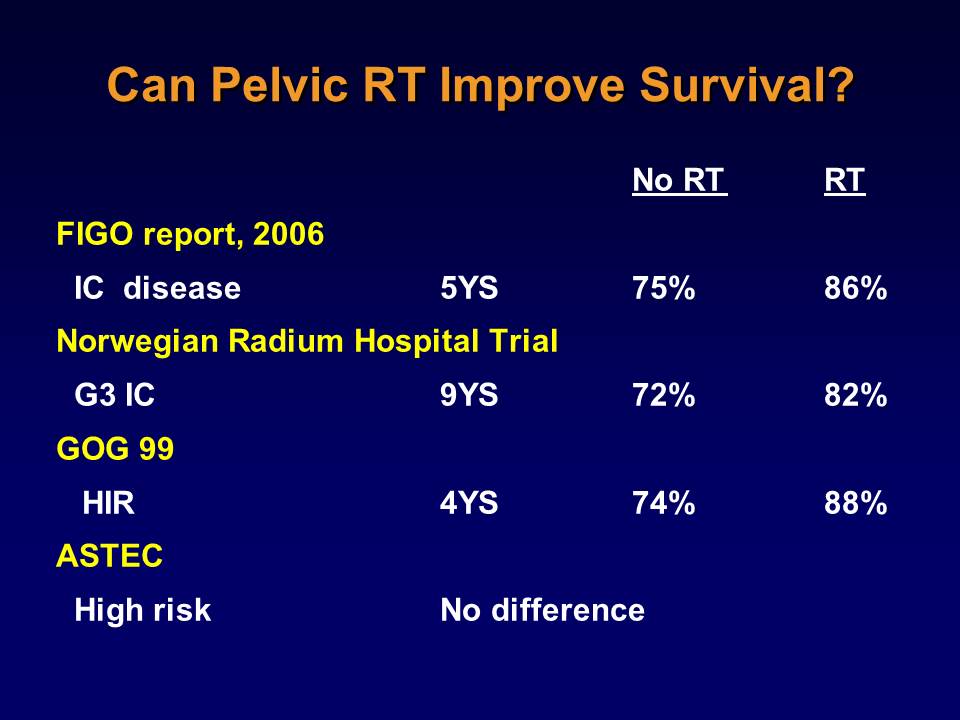 Can Pelvic RT Improve Survival?
No RT RT
FIGO report, 2006
IC disease 5YS 75% 86%
Norwegian Radium Hospital Trial
G3 IC 9YS 72% 82%
GOG 99
HIR 4YS 74% 88%
ASTEC
High risk No difference